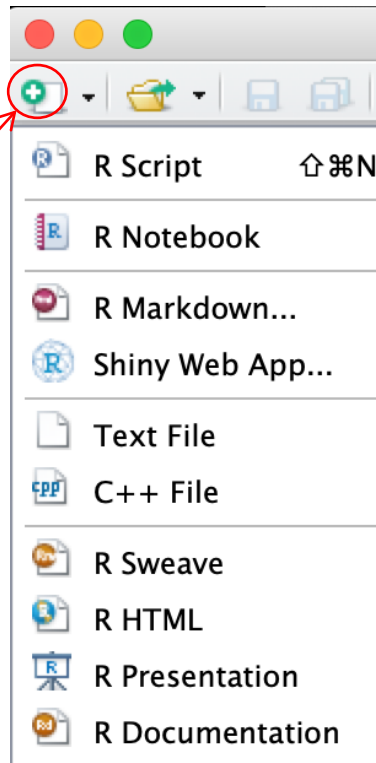 R Script ⇧⌘N
R Notebook
R Markdown...
Shiny Web App...
Text File
C++ File
R Sweave
R HTML
R Presentation
R Documentation